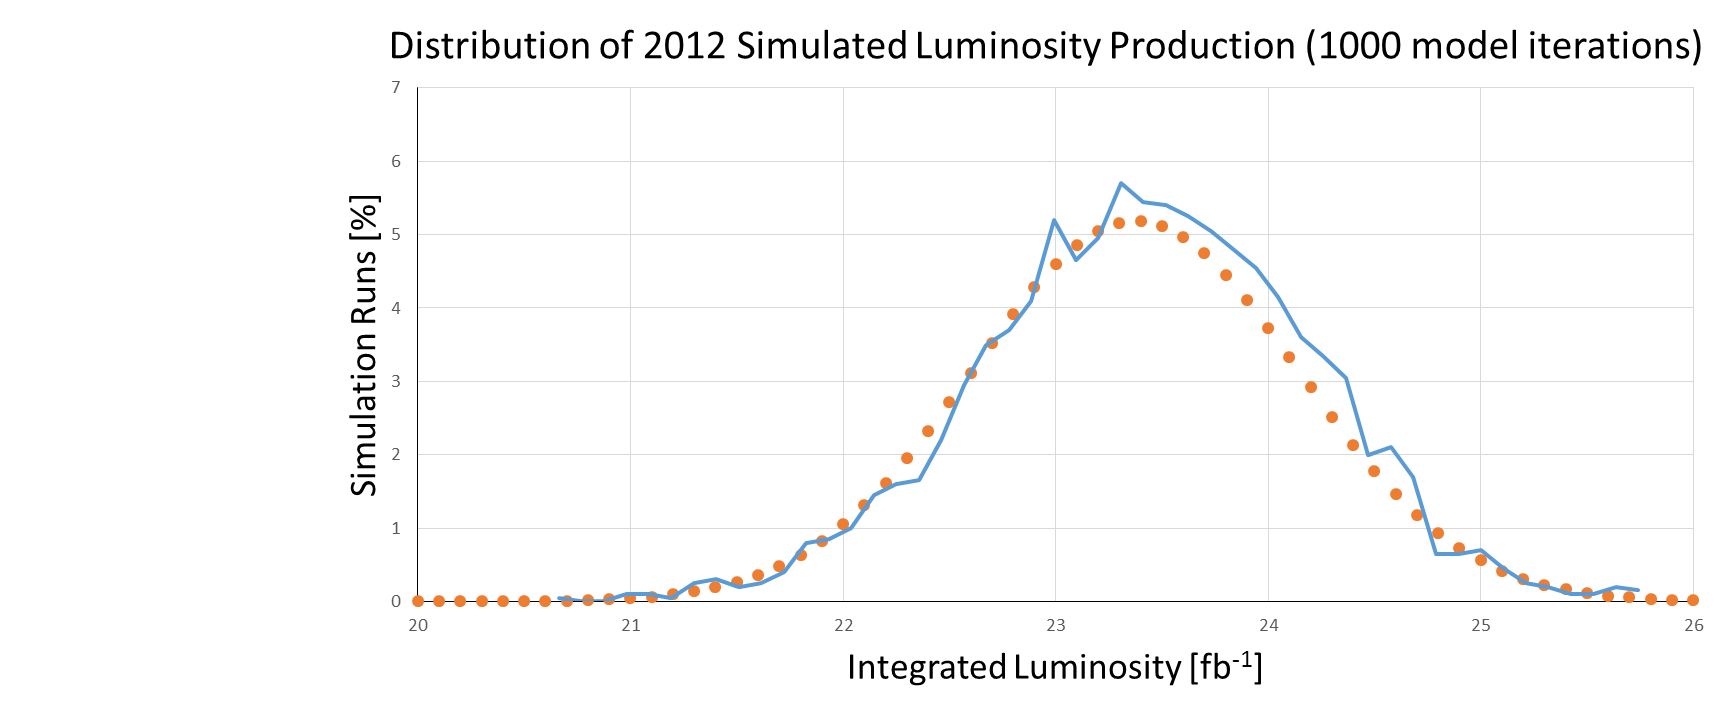 Distribution of 2012 Simulated Luminosity Production (1000 model iterations)
7
6
5
4
3
2
1
0
Simulation Runs [%]
20 21 22 23 24 25 26
Integrated Luminosity [fb⁻¹]